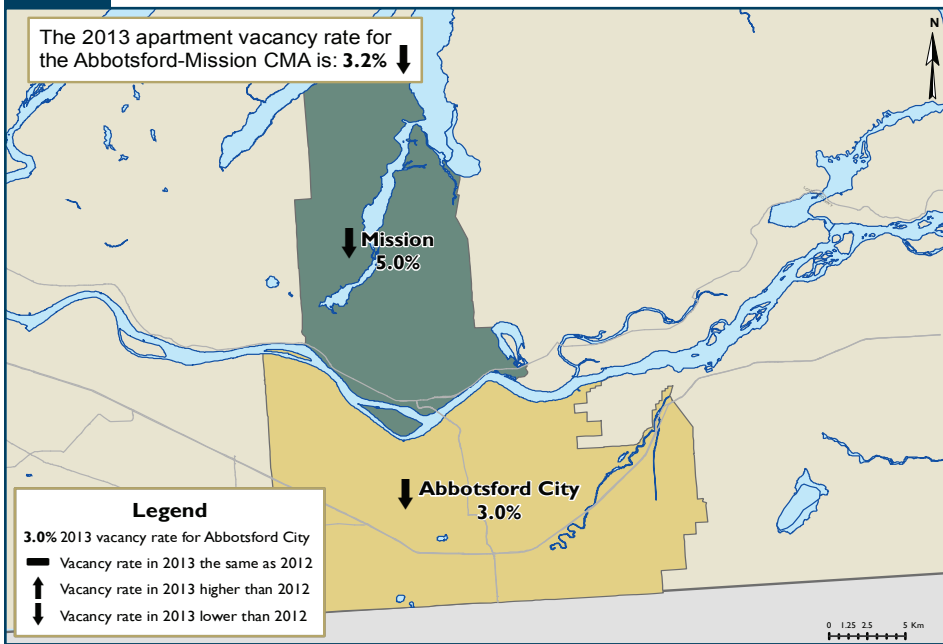 The 2013 apartment vacancy rate for
the Abbotsford-Mission CMA is: 3.2%
N
Mission
5.0%
Abbotsford City
3.0%
Legend
3.0% 2013 vacancy rate for Abbotsford City
Vacancy rate in 2013 the same as 2012
Vacancy rate in 2013 higher than 2012
Vacancy rate in 2013 lower than 2012
0 1.25 2.5 5 Km